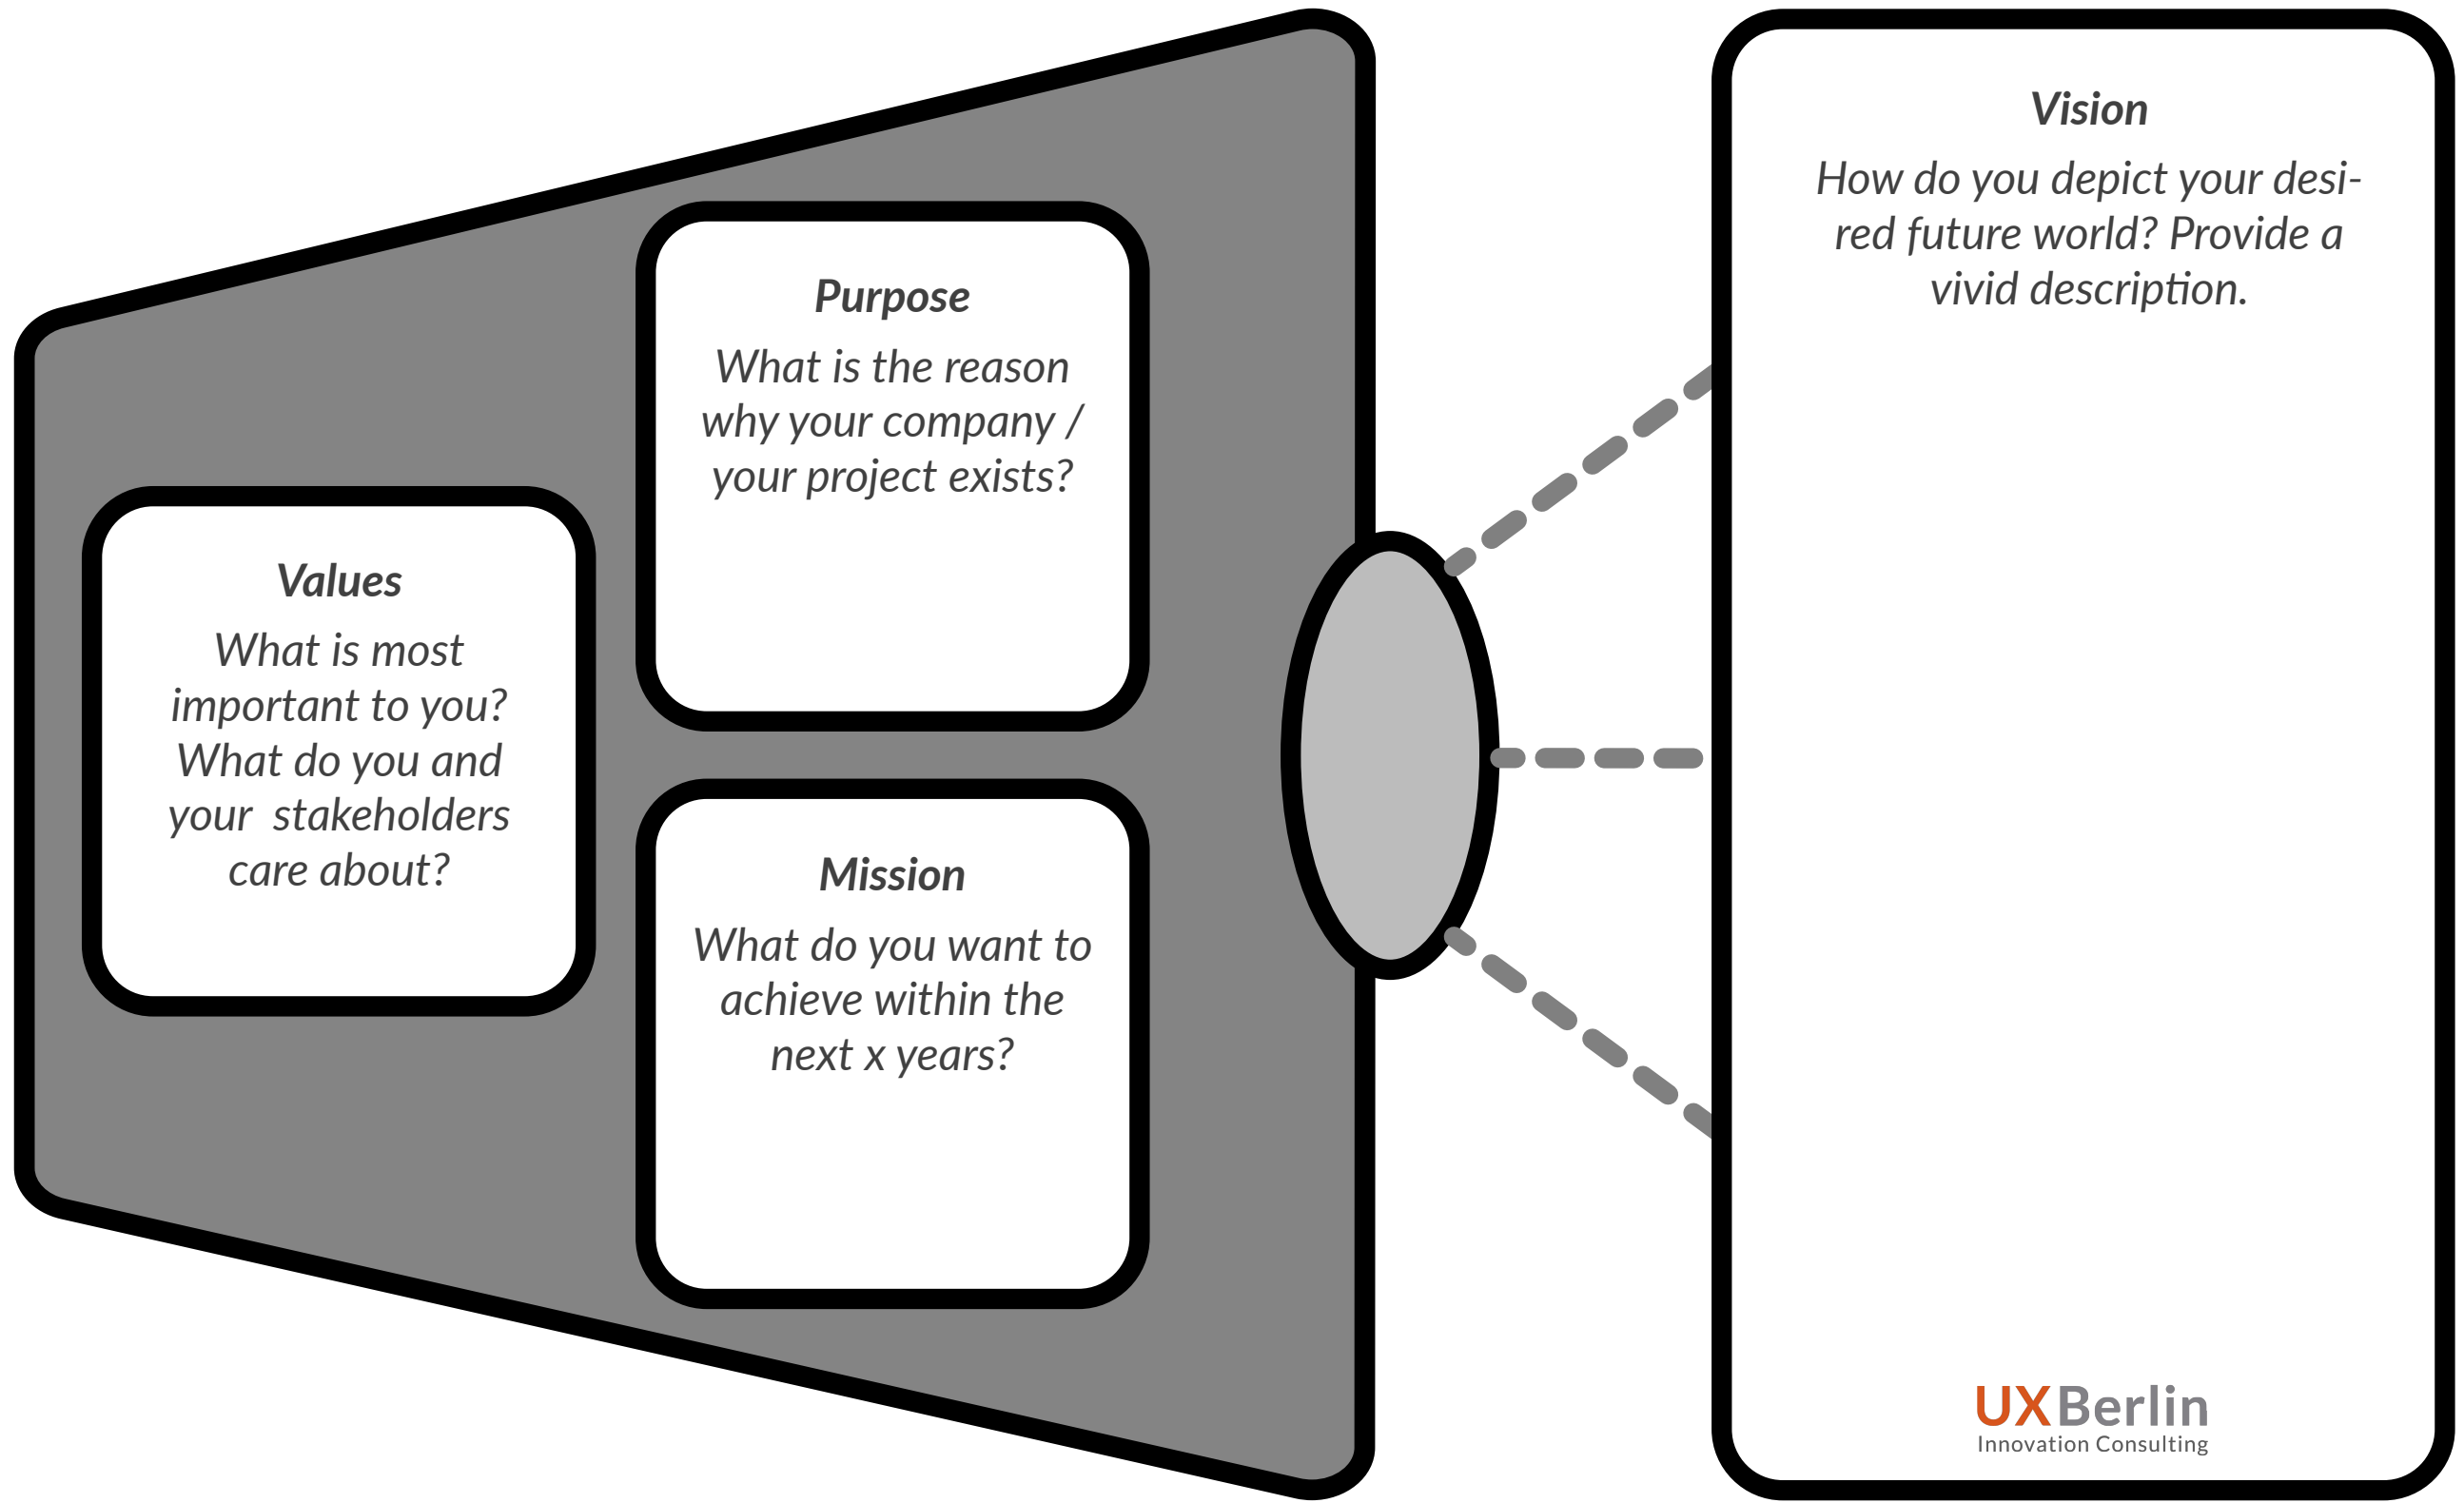 Values
What is most
important to you?
What do you and
your  stakeholders
care about?
Purpose
What is the reason
why your company /
your project exists?
Mission
What do you want to
achieve within the
next x years?
Vision
How do you depict your desi-
red future world? Provide a
vivid description.
UXBerlin
Innovation Consulting